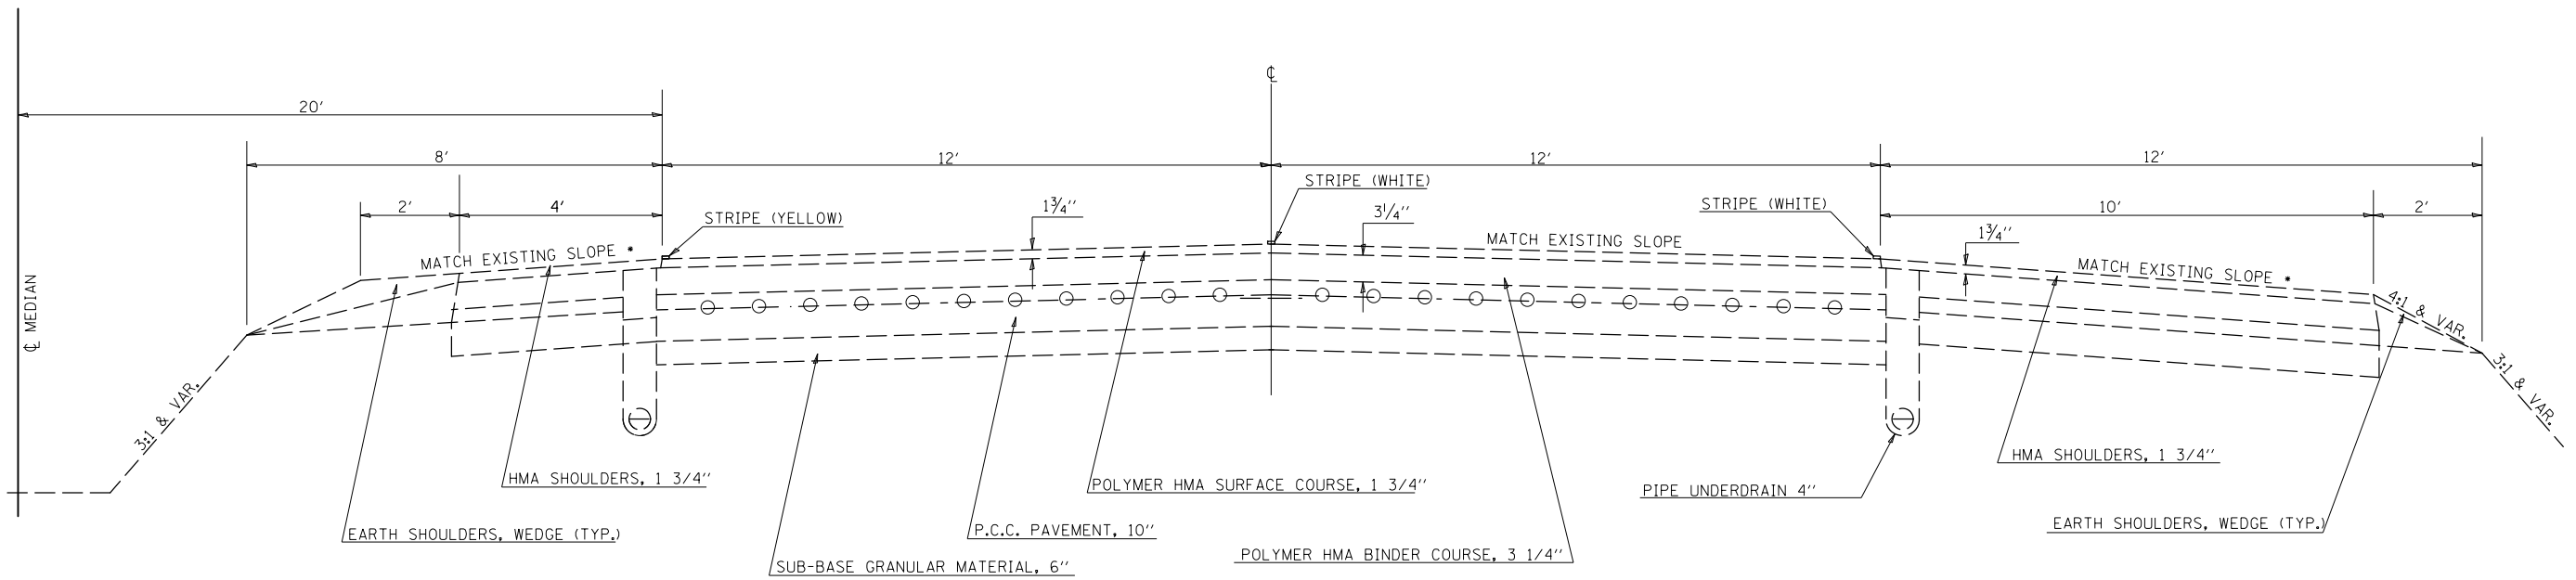 ℄
20'
8'
12'
12'
12'
STRIPE (WHITE)
2'
4'
1¾"
3¼"
STRIPE (WHITE)
10'
2'
STRIPE (YELLOW)
1¾"
MATCH EXISTING SLOPE *
MATCH EXISTING SLOPE
MATCH EXISTING SLOPE *
℄ MEDIAN
4:1 & VAR.
3:1 & VAR.
3:1 & VAR.
HMA SHOULDERS, 1 3/4"
POLYMER HMA SURFACE COURSE, 1 3/4"
PIPE UNDERDRAIN 4"
HMA SHOULDERS, 1 3/4"
EARTH SHOULDERS, WEDGE (TYP.)
P.C.C. PAVEMENT, 10"
EARTH SHOULDERS, WEDGE (TYP.)
SUB-BASE GRANULAR MATERIAL, 6"
POLYMER HMA BINDER COURSE, 3 1/4"